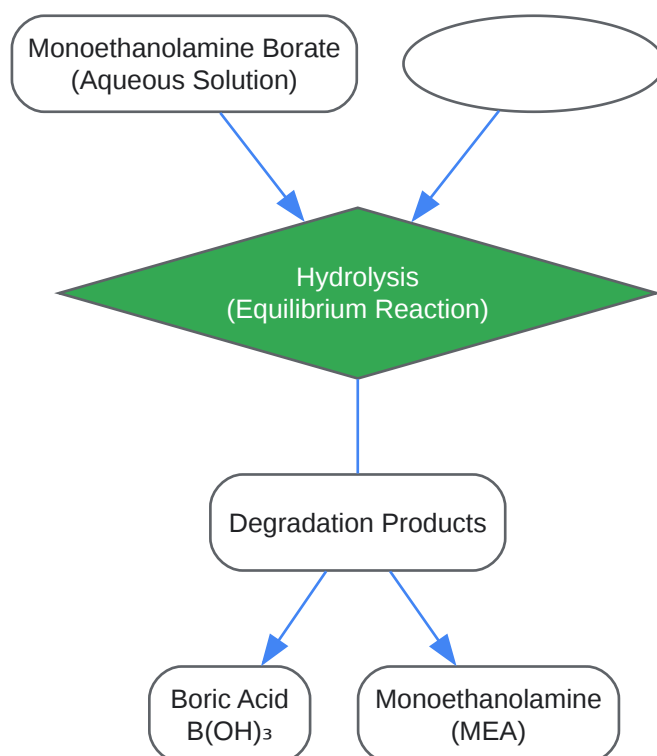 Monoethanolamine Borate
(Aqueous Solution)
Hydrolysis
(Equilibrium Reaction)
Degradation Products
Boric Acid
B(OH)₃
Monoethanolamine
(MEA)